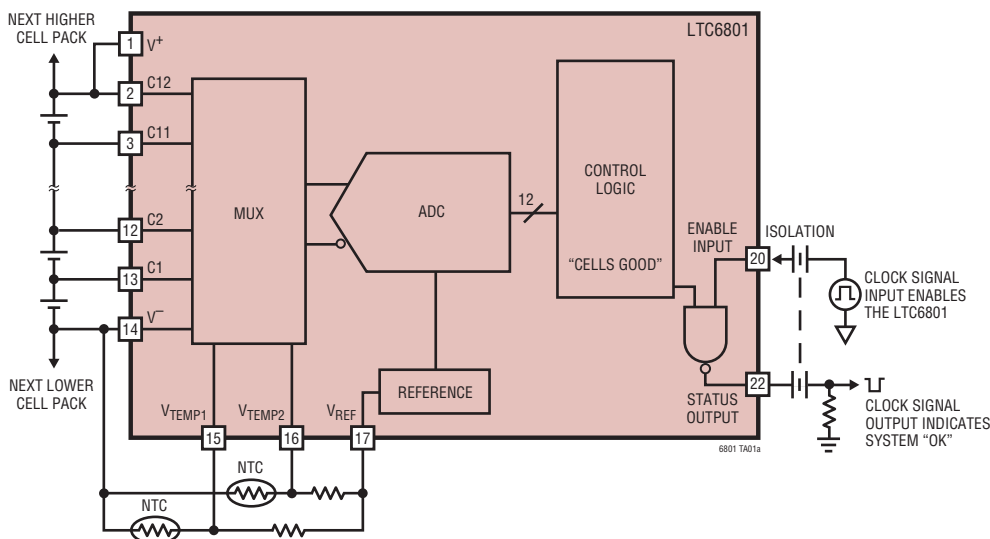 NEXT HIGHER
CELL PACK
LTC6801
1
V+
2
C12
3
C11
12
C2
13
C1
14
V−
NEXT LOWER
CELL PACK
MUX
ADC
12
CONTROL
LOGIC
“CELLS GOOD”
REFERENCE
ENABLE
INPUT
ISOLATION
20
CLOCK SIGNAL
INPUT ENABLES
THE LTC6801
22
STATUS
OUTPUT
CLOCK SIGNAL
OUTPUT INDICATES
SYSTEM “OK”
6801 TA01a
VTEMP1
VTEMP2
VREF
15
16
17
NTC
NTC